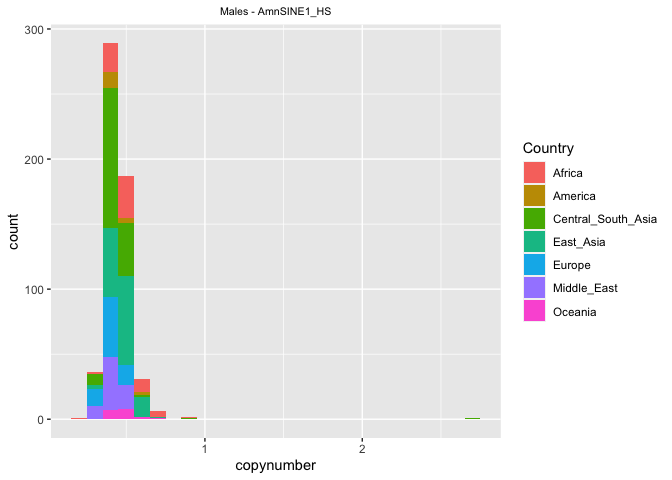 Males - AmnSINE1_HS
300
200
100
0
count
1
2
copynumber
Country
Africa
America
Central_South_Asia
East_Asia
Europe
Middle_East
Oceania